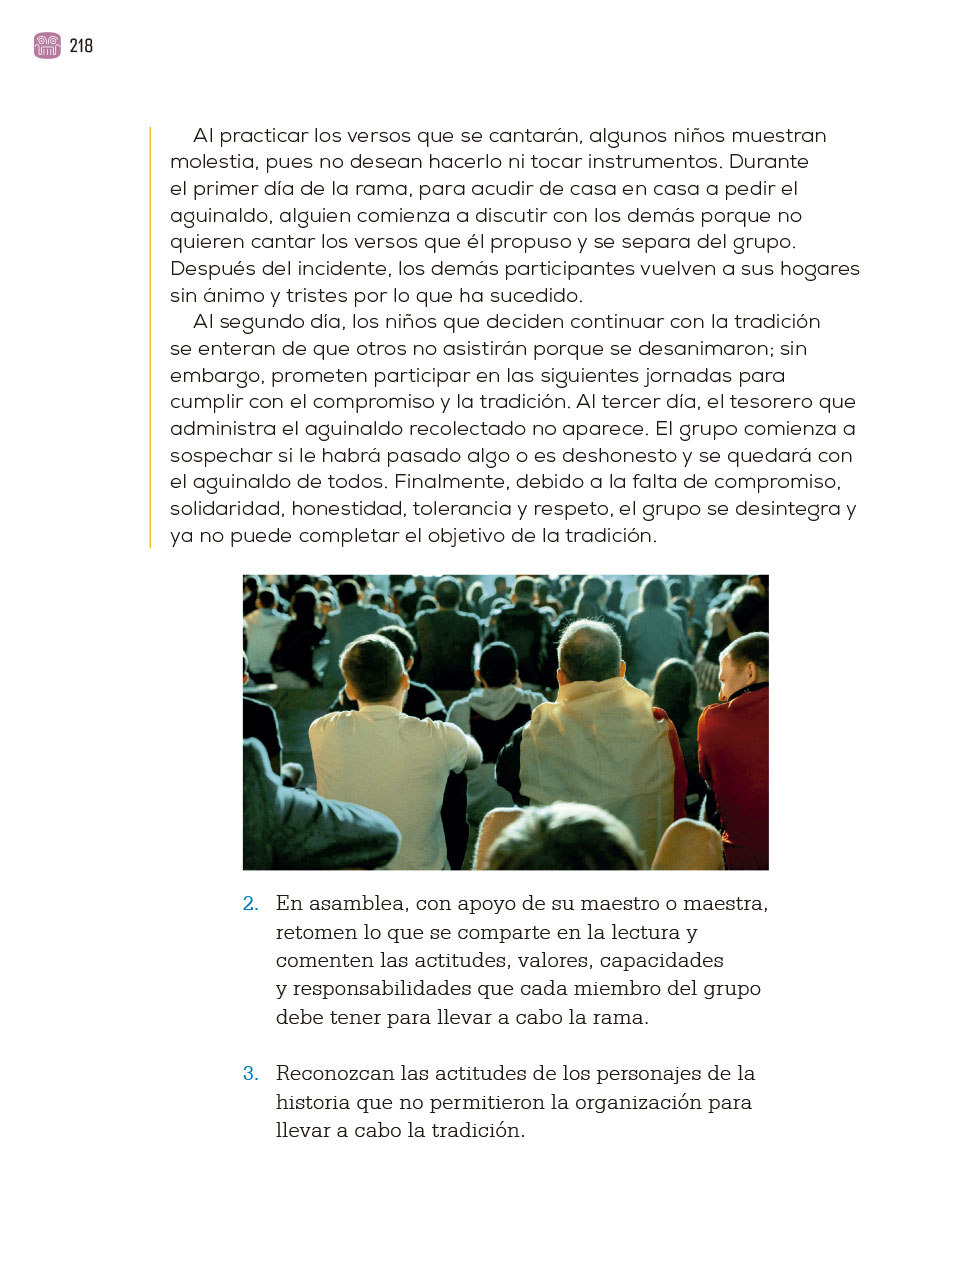 218
Al practicar los versos que se cantarán, algunos niños muestran
molestia, pues no desean hacerlo ni tocar instrumentos. Durante
el primer día de la rama, para acudir de casa en casa a pedir el
aguinaldo, alguien comienza a discutir con los demás porque no
quieren cantar los versos que él propuso y se separa del grupo.
Después del incidente, los demás participantes vuelven a sus hogares
sin ánimo y tristes por lo que ha sucedido.
Al segundo día, los niños que deciden continuar con la tradición
se enteran de que otros no asistirán porque se desanimaron; sin
embargo, prometen participar en las siguientes jornadas para
cumplir con el compromiso y la tradición. Al tercer día, el tesorero que
administra el aguinaldo recolectado no aparece. El grupo comienza a
sospechar si le habrá pasado algo o es deshonesto y se quedará con
el aguinaldo de todos. Finalmente, debido a la falta de compromiso,
solidaridad, honestidad, tolerancia y respeto, el grupo se desintegra y
ya no puede completar el objetivo de la tradición.
2. En asamblea, con apoyo de su maestro o maestra,
retomen lo que se comparte en la lectura y
comenten las actitudes, valores, capacidades
y responsabilidades que cada miembro del grupo
debe tener para llevar a cabo la rama.
3. Reconozcan las actitudes de los personajes de la
historia que no permitieron la organización para
llevar a cabo la tradición.